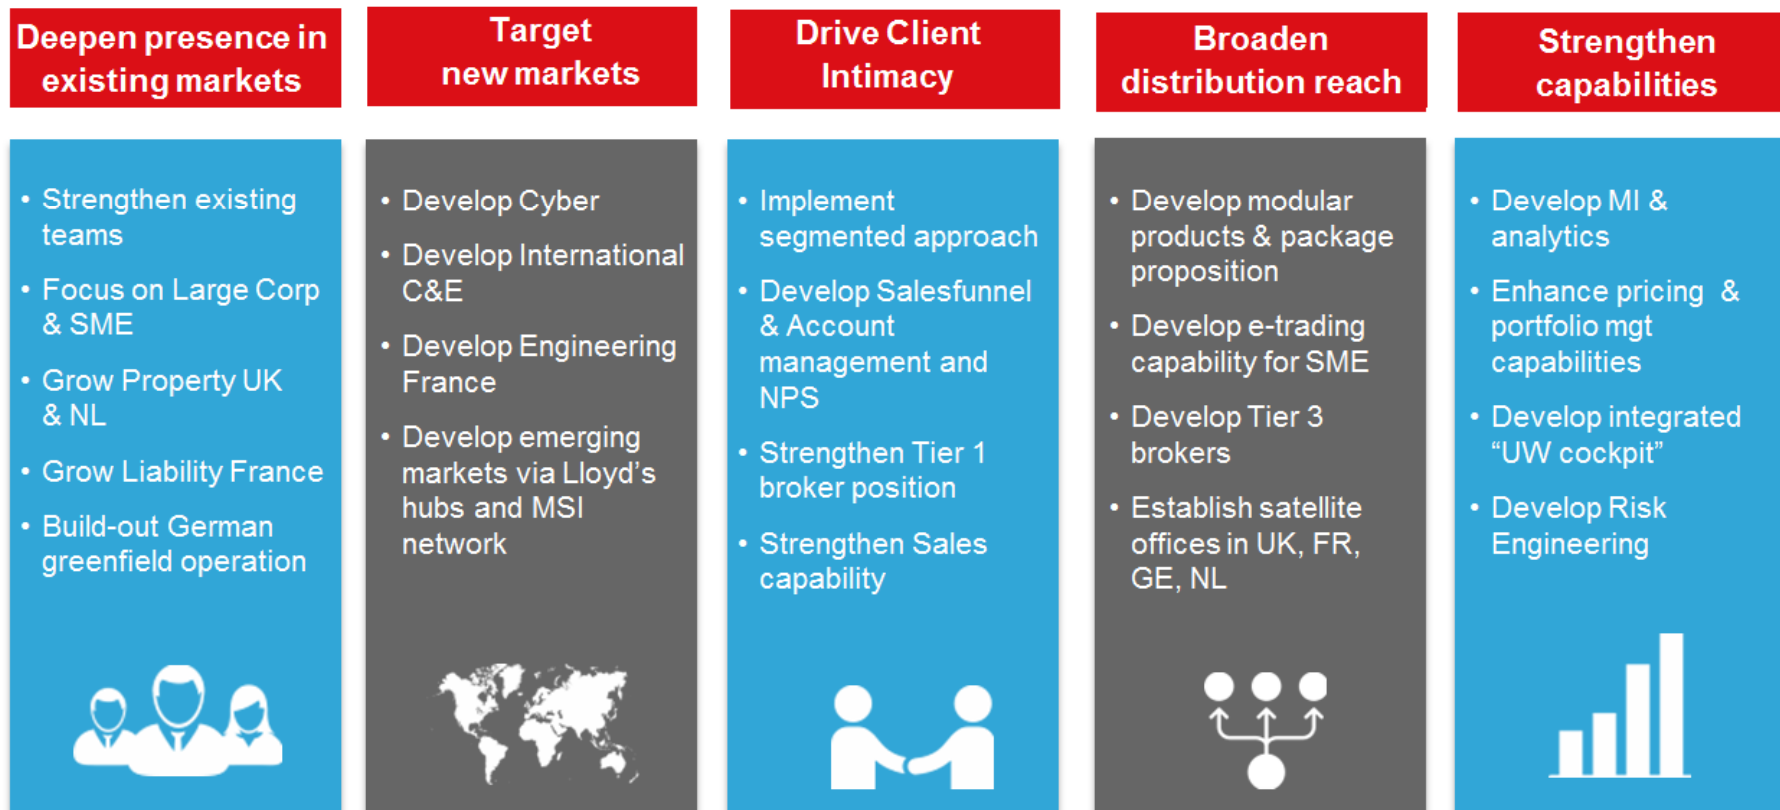 Deepen presence in
existing markets
• Strengthen existing
teams
• Focus on Large Corp
& SME
• Grow Property UK
& NL
• Grow Liability France
• Build-out German
greenfield operation
Target
new markets
• Develop Cyber
• Develop International
C&E
• Develop Engineering
France
• Develop emerging
markets via Lloyd's
hubs and MSI
network
Drive Client
Intimacy
• Implement
segmented approach
• Develop Salesfunnel
& Account
management and
NPS
• Strengthen Tier 1
broker position
• Strengthen Sales
capability
Broaden
distribution reach
• Develop modular
products & package
proposition
• Develop e-trading
capability for SME
• Develop Tier 3
brokers
• Establish satellite
offices in UK, FR,
GE, NL
Strengthen
capabilities
• Develop MI &
analytics
• Enhance pricing &
portfolio mgt
capabilities
• Develop integrated
“UW cockpit”
• Develop Risk
Engineering